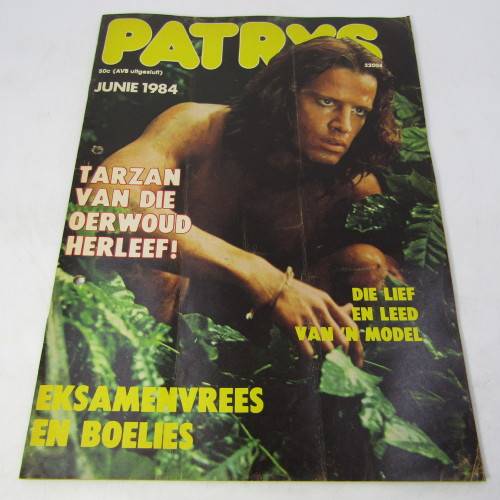 PATRYS
50c (AVB uitgesluit)
JUNIE 1984
TARZAN
VAN DIE
OERWOUD
HERLEEF!
DIE LIEF
EN LEED
VAN 'N MODEL
EKSAMENVREES
EN BOELIES